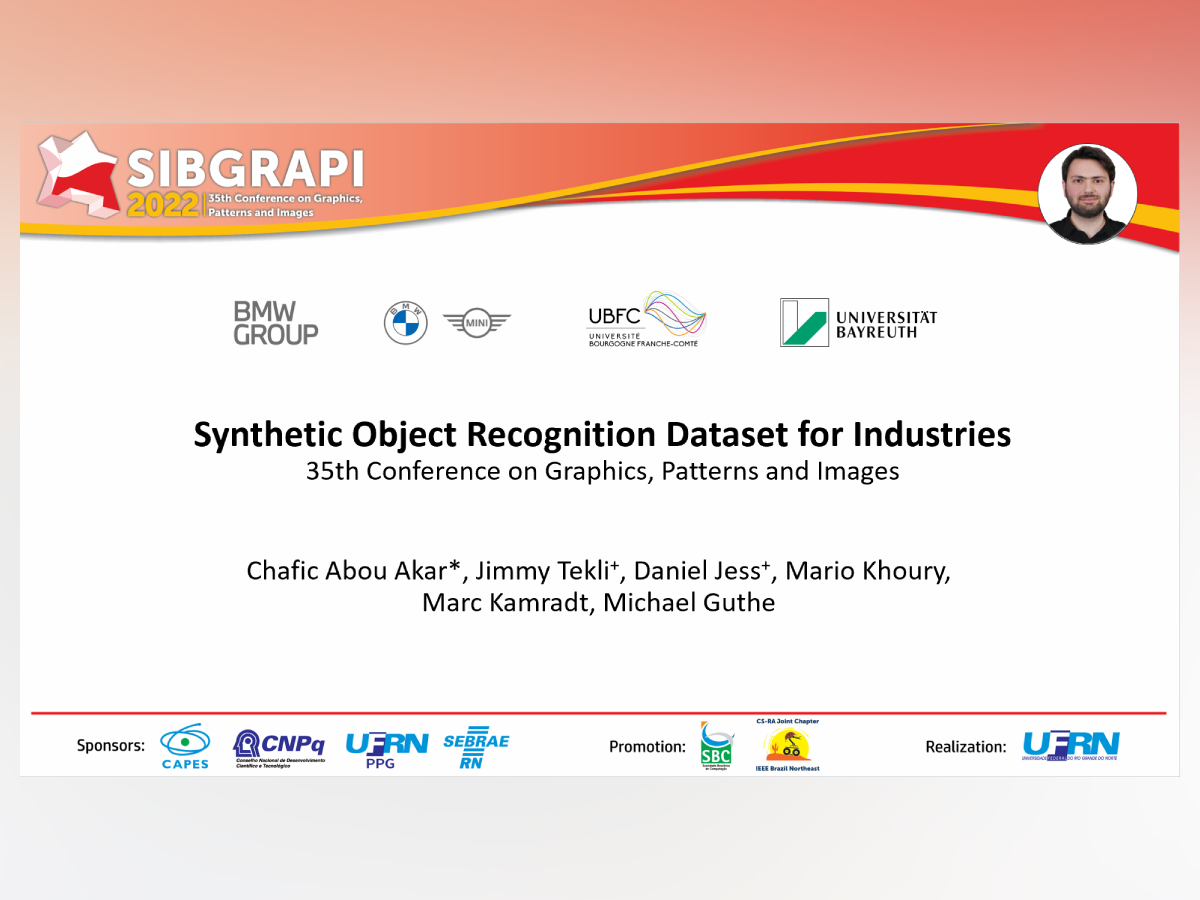 SIBGRAPI
2022 35th Conference on Graphics,
Patterns and Images
BMW
GROUP
BMW
MINI
UBFC
UNIVERSITÉ
BOURGOGNE FRANCHE-COMTÉ
UNIVERSITÄT
BAYREUTH
Synthetic Object Recognition Dataset for Industries
35th Conference on Graphics, Patterns and Images
Chafic Abou Akar*, Jimmy Tekli+, Daniel Jess+, Mario Khoury,
Marc Kamradt, Michael Guthe
Sponsors:
CAPES
CNPq
Conselho Nacional de Desenvolvimento
Científico e Tecnológico
UFRN
PPG
SEBRAE
RN
Promotion:
SBC
Sociedade Brasileira
de Computação
CS-RA Joint Chapter
IEEE Brazil Northeast
Realization:
UFRN
UNIVERSIDADE FEDERAL DO RIO GRANDE DO NORTE